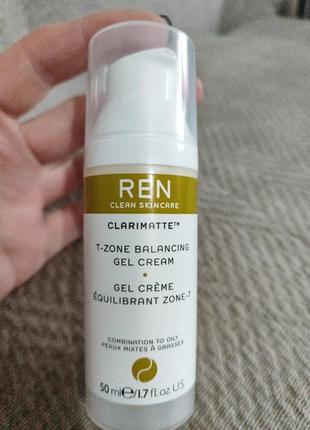 REN
CLEAN SKINCARE
CLARIMATTE™
T-ZONE BALANCING
GEL CREAM
GEL CRÈME
ÉQUILIBRANT ZONE-T
COMBINATION TO OILY
PEAUX MIXTES À GRASSES
50 ml℮/1.7 fl. oz US